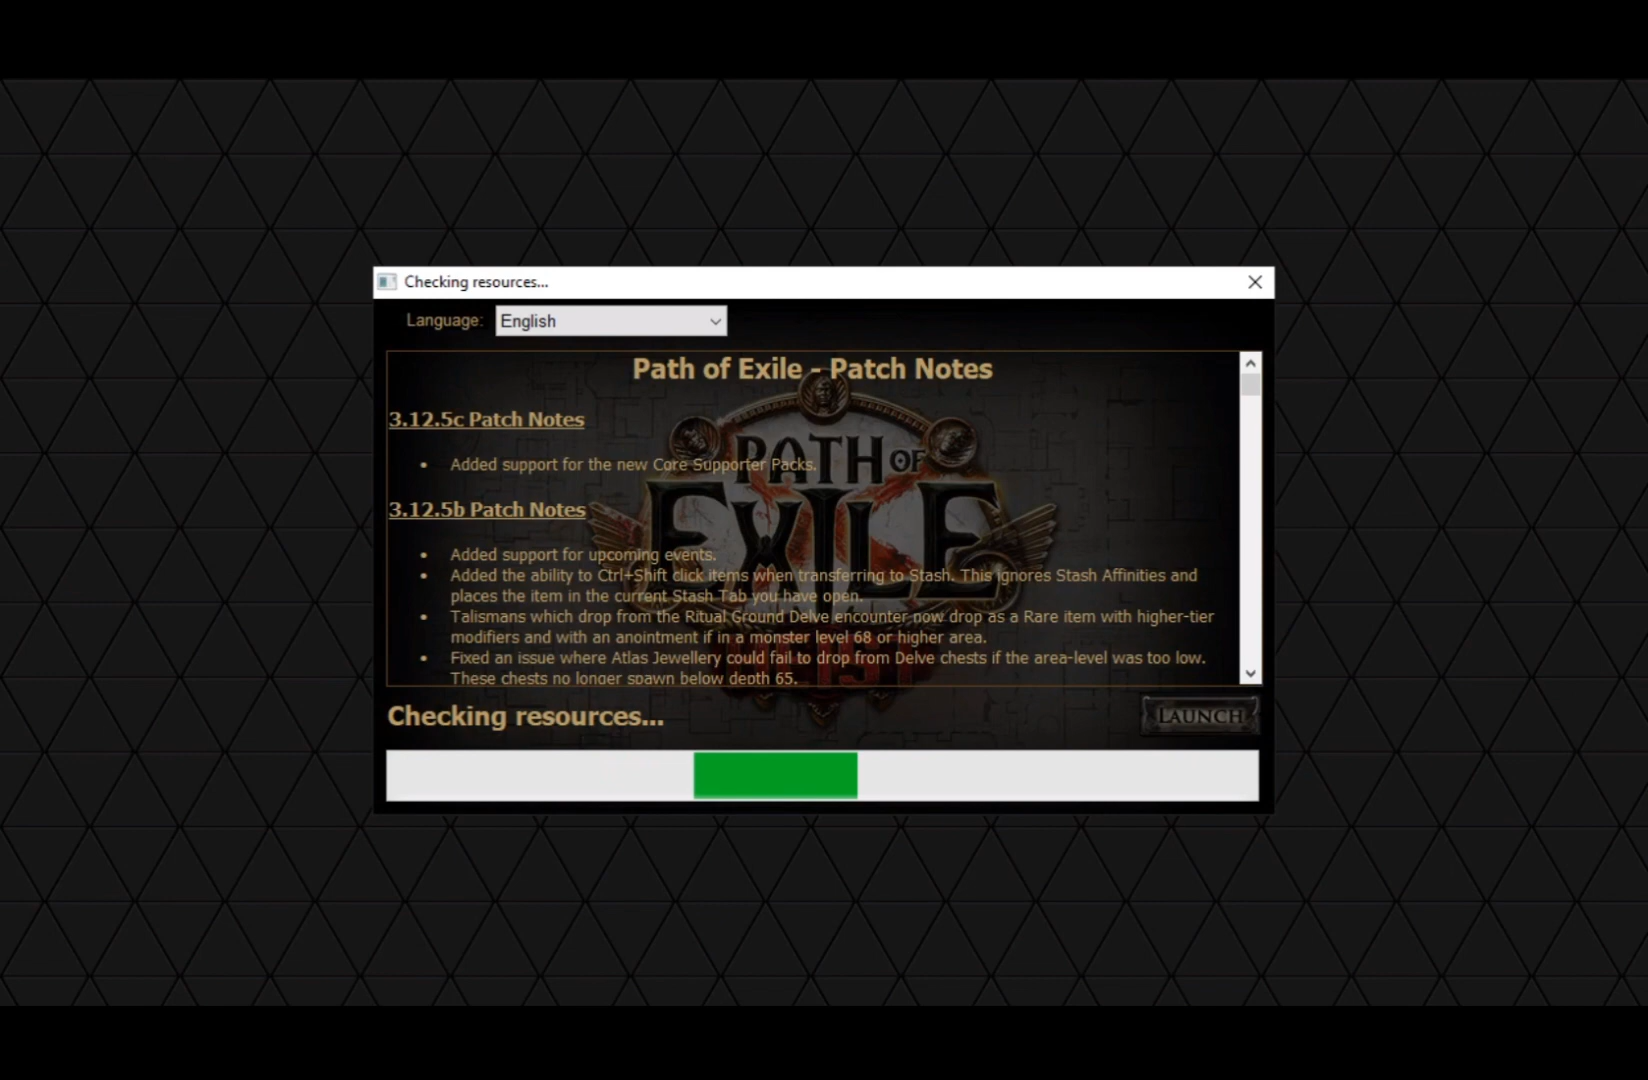 Checking resources...
Language: English
Path of Exile - Patch Notes
3.12.5c Patch Notes
Added support for the new Core Supporter Packs.
3.12.5b Patch Notes
Added support for upcoming events.
Added the ability to Ctrl+Shift click items when transferring to Stash. This ignores Stash Affinities and
places the item in the current Stash Tab you have open.
Talismans which drop from the Ritual Ground Delve encounter now drop as a Rare item with higher-tier
modifiers and with an anointment if in a monster level 68 or higher area.
Fixed an issue where Atlas Jewellery could fail to drop from Delve chests if the area-level was too low.
These chests no longer spawn below depth 65.
PATH OF
EXILE
HEIST
Checking resources...
LAUNCH